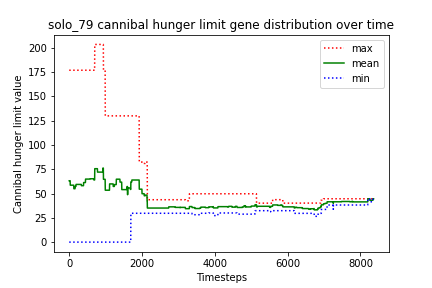 solo_79 cannibal hunger limit gene distribution over time
max
mean
min
Cannibal hunger limit value
200
175
150
125
100
75
50
25
0
0 2000 4000 6000 8000
Timesteps